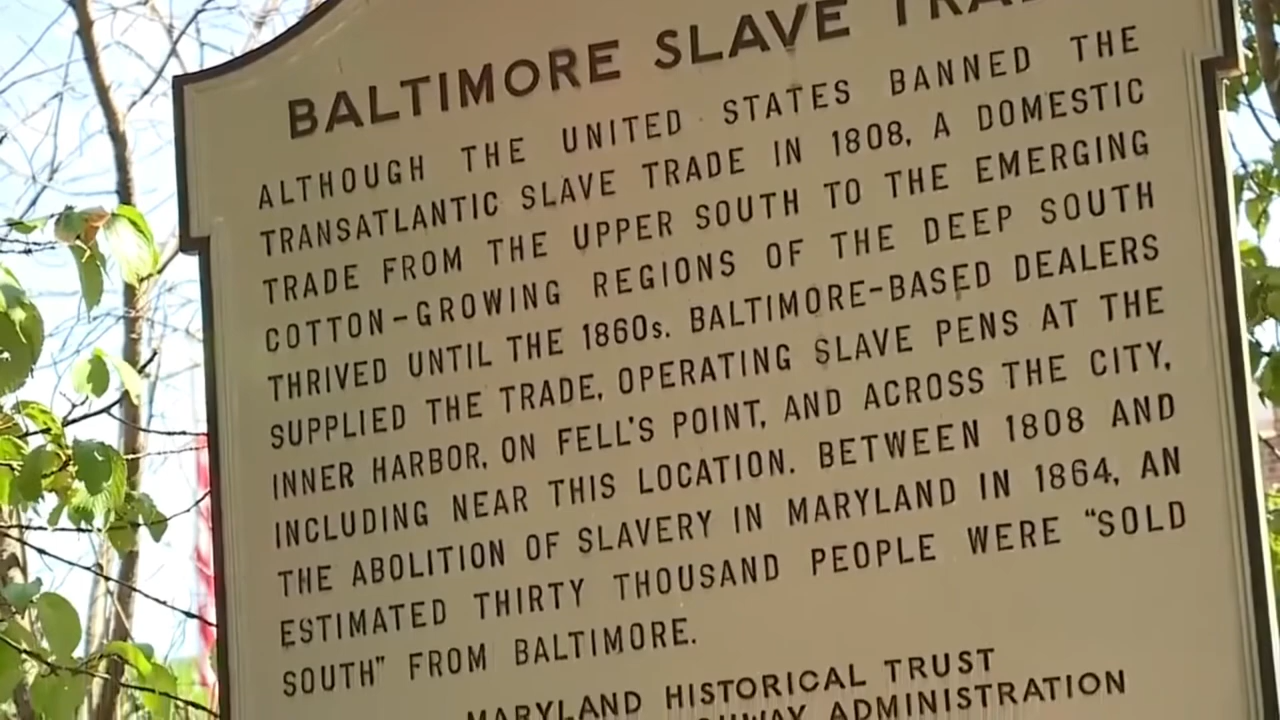 BALTIMORE SLAVE
ALTHOUGH THE UNITED STATES BANNED THE
TRANSATLANTIC SLAVE TRADE IN 1808, A DOMESTIC
TRADE FROM THE UPPER SOUTH TO THE EMERGING
COTTON-GROWING REGIONS OF THE DEEP SOUTH
THRIVED UNTIL THE 1860s. BALTIMORE-BASED DEALERS
SUPPLIED THE TRADE, OPERATING SLAVE PENS AT THE
INNER HARBOR, ON FELL'S POINT, AND ACROSS THE CITY,
INCLUDING NEAR THIS LOCATION. BETWEEN 1808 AND
THE ABOLITION OF SLAVERY IN MARYLAND IN 1864, AN
ESTIMATED THIRTY THOUSAND PEOPLE WERE “SOLD
SOUTH” FROM BALTIMORE.
MARYLAND HISTORICAL TRUST
ADMINISTRATION